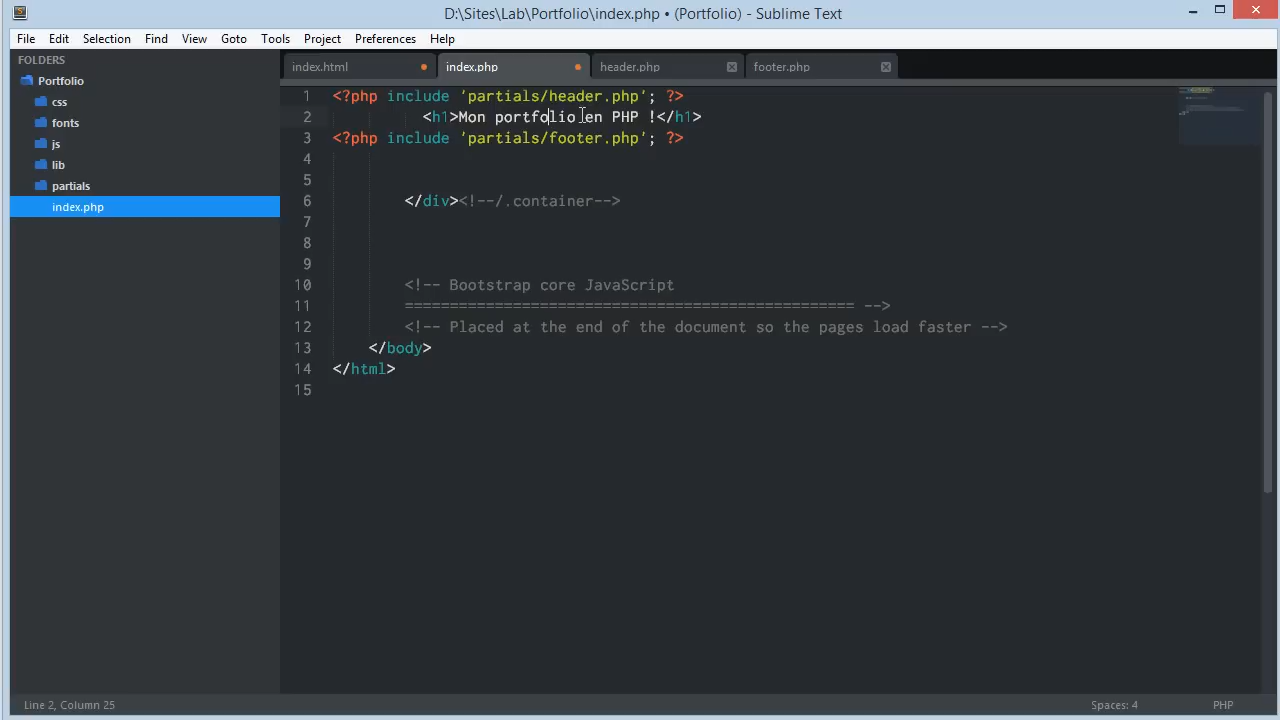 D:\Sites\Lab\Portfolio\index.php • (Portfolio) - Sublime Text
File Edit Selection Find View Goto Tools Project Preferences Help
FOLDERS
Portfolio
css
fonts
js
lib
partials
index.php
index.html index.php header.php footer.php
1 <?php include 'partials/header.php'; ?>
2 <h1>Mon portfolio en PHP !</h1>
3 <?php include 'partials/footer.php'; ?>
4
5
6 </div><!--/.container-->
7
8
9
10 <!-- Bootstrap core JavaScript
11 ================================================== -->
12 <!-- Placed at the end of the document so the pages load faster -->
13 </body>
14 </html>
15
Line 2, Column 25 Spaces: 4 PHP